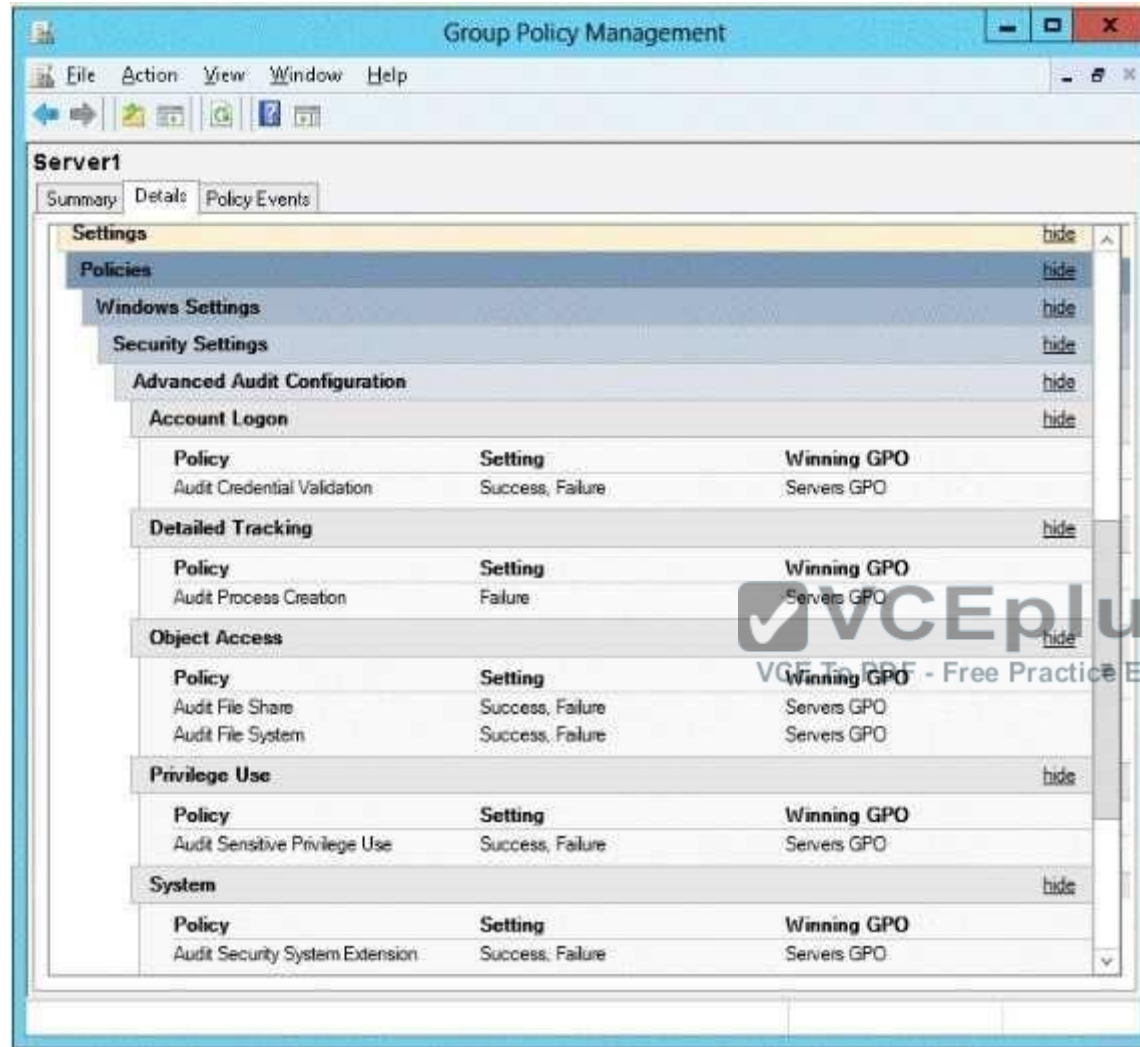 Group Policy Management
File Action View Window Help
Server1
Summary Details Policy Events
Settings hide
Policies hide
Windows Settings hide
Security Settings hide
Advanced Audit Configuration hide
Account Logon hide
Policy Setting Winning GPO
Audit Credential Validation Success, Failure Servers GPO
Detailed Tracking hide
Policy Setting Winning GPO
Audit Process Creation Failure Servers GPO
VCEplu
Object Access hide
VCE To PDF - Free Practice E
Policy Setting Winning GPO
Audit File Share Success, Failure Servers GPO
Audit File System Success, Failure Servers GPO
Privilege Use hide
Policy Setting Winning GPO
Audit Sensitive Privilege Use Success, Failure Servers GPO
System hide
Policy Setting Winning GPO
Audit Security System Extension Success, Failure Servers GPO